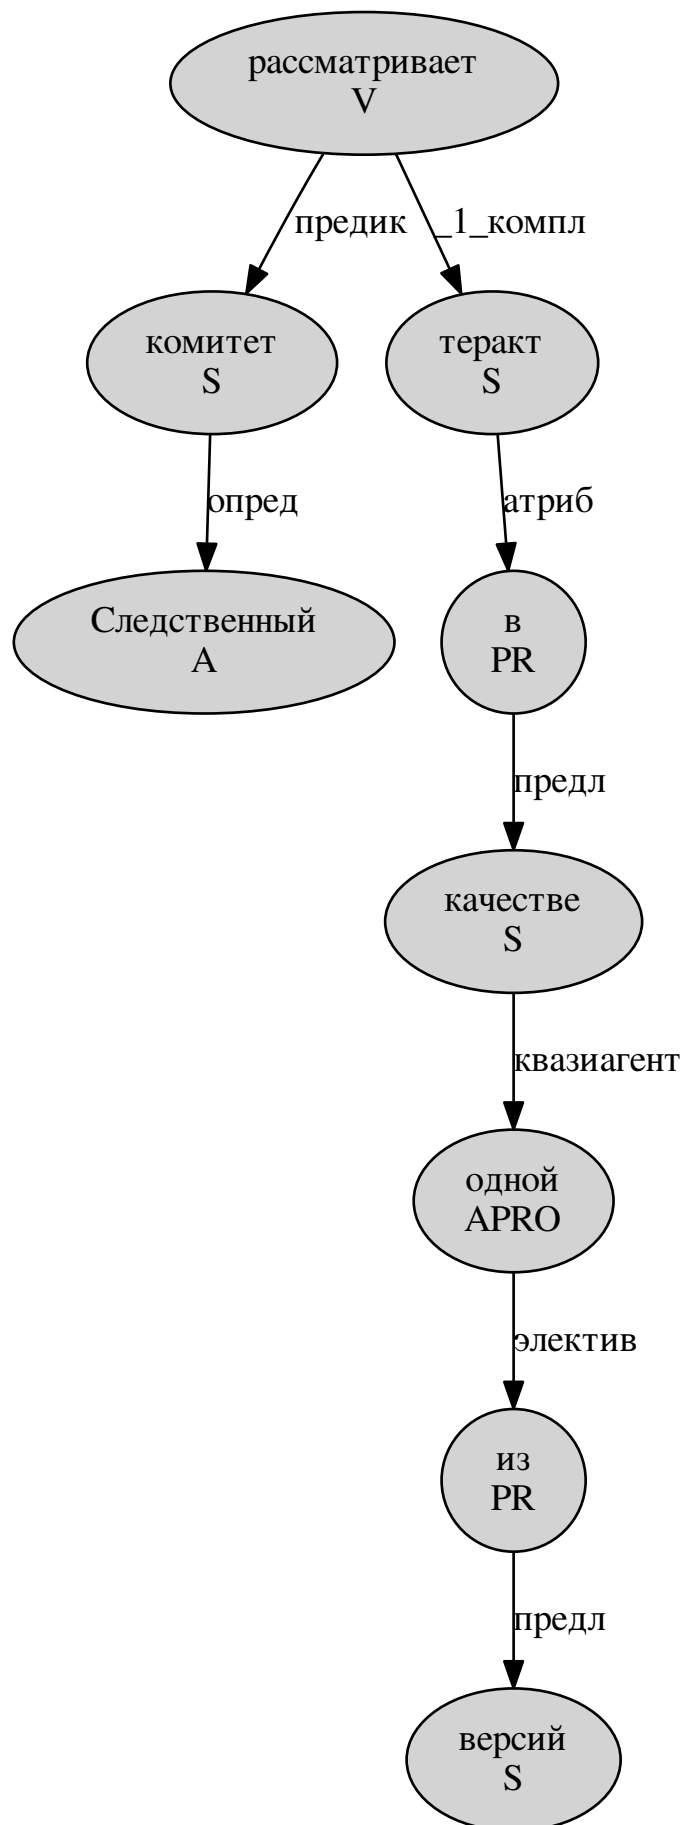 рассматривает
V
предик
_1_компл
комитет
S
теракт
S
опред
атриб
Следственный
A
в
PR
предл
качестве
S
квазиагент
одной
APRO
электив
из
PR
предл
версий
S